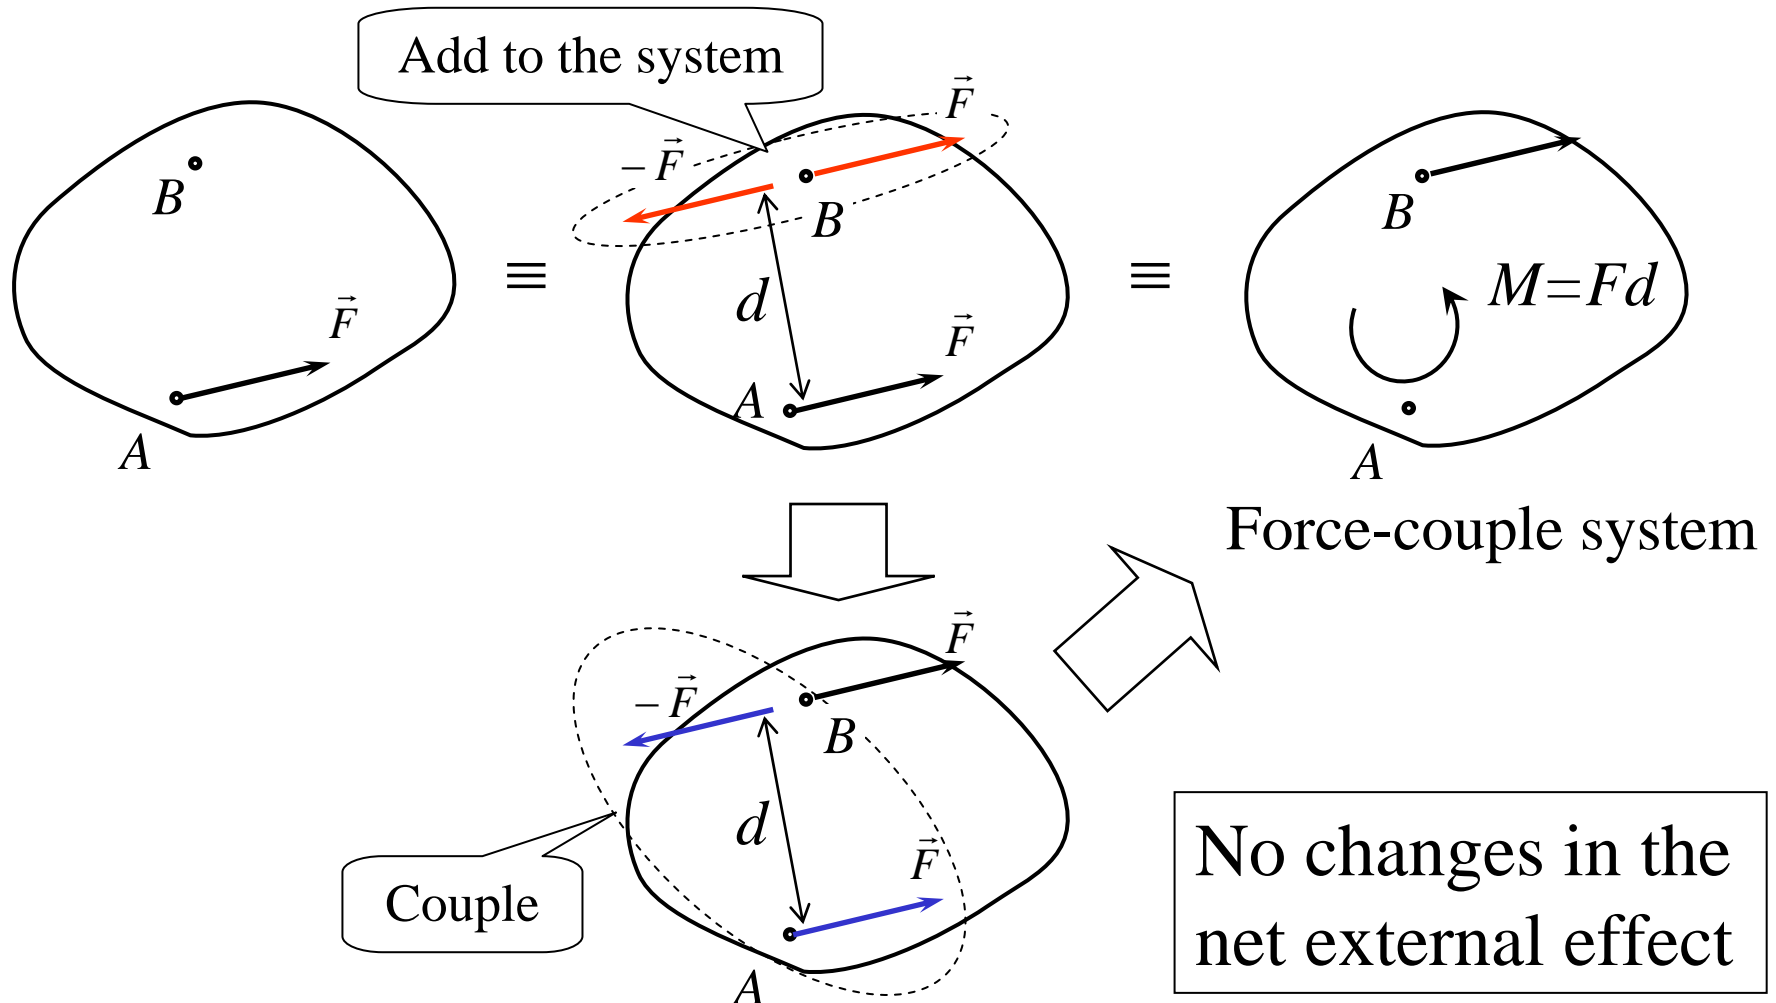 Add to the system
B
F⃗
A
≡
− F⃗
F⃗
B
d
F⃗
A
≡
B
M=Fd
A
Force-couple system
F⃗
− F⃗
B
d
F⃗
A
Couple
No changes in the
net external effect